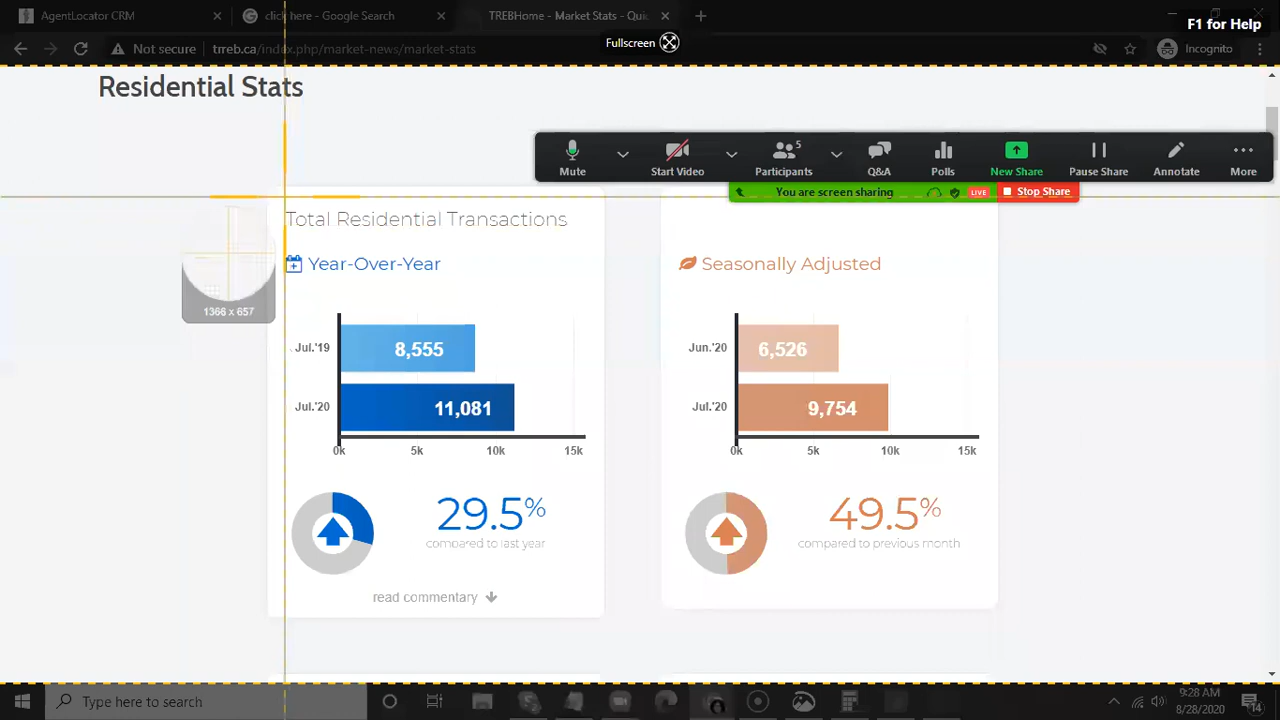 AgentLocator CRM
click here - Google Search
TREBHome - Market Stats - Quic
F1 for Help
Fullscreen
Not secure
trreb.ca/index.php/market-news/market-stats
Incognito
Residential Stats
Mute
Start Video
5
Participants
Q&A
Polls
New Share
Pause Share
Annotate
More
You are screen sharing
LIVE
Stop Share
Total Residential Transactions
Year-Over-Year
Seasonally Adjusted
1366 x 657
Jul.'19
8,555
Jul.'20
11,081
0k 5k 10k 15k
Jun.'20
6,526
Jul.'20
9,754
0k 5k 10k 15k
29.5%
compared to last year
49.5%
compared to previous month
read commentary
Type here to search
9:28 AM
8/28/2020
14